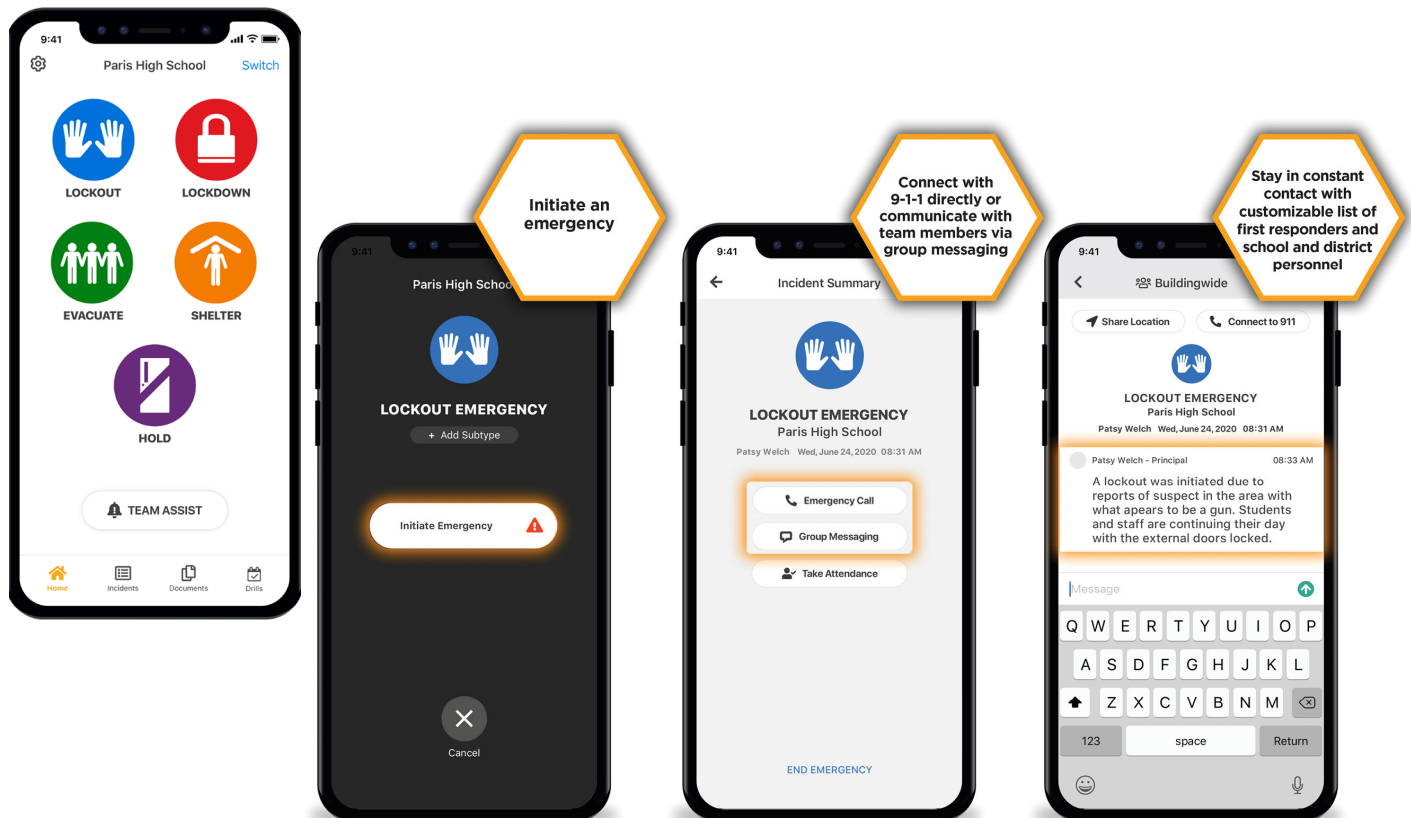 9:41
Paris High School
Switch
LOCKOUT
LOCKDOWN
EVACUATE
SHELTER
HOLD
TEAM ASSIST
Home
Incidents
Documents
Drills
Initiate an
emergency
9:41
Paris High Schoo
LOCKOUT EMERGENCY
+ Add Subtype
Initiate Emergency
Cancel
Connect with
9-1-1 directly or
communicate with
team members via
group messaging
9:41
Incident Summary
LOCKOUT EMERGENCY
Paris High School
Patsy Welch Wed, June 24, 2020 08:31 AM
Emergency Call
Group Messaging
Take Attendance
END EMERGENCY
Stay in constant
contact with
customizable list of
first responders and
school and district
personnel
9:41
Buildingwide
Share Location
Connect to 911
LOCKOUT EMERGENCY
Paris High School
Patsy Welch Wed, June 24, 2020 08:31 AM
Patsy Welch - Principal 08:33 AM
A lockout was initiated due to
reports of suspect in the area with
what apears to be a gun. Students
and staff are continuing their day
with the external doors locked.
Message
Q W E R T Y U I O P
A S D F G H J K L
Z X C V B N M
123 space Return